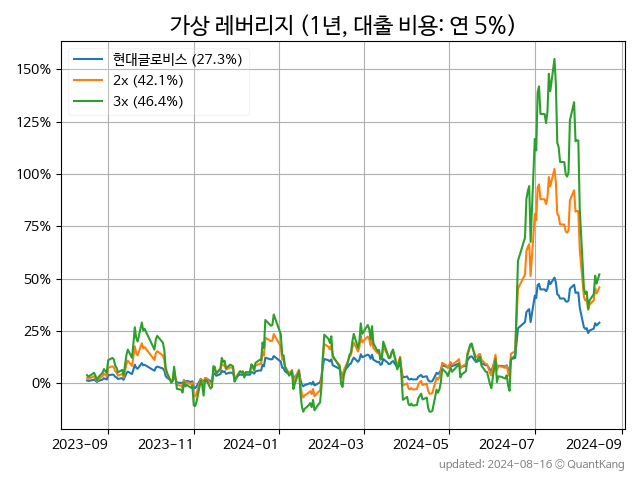 가상 레버리지 (1년, 대출 비용: 연 5%)
현대글로비스 (27.3%)
2x (42.1%)
3x (46.4%)
150%
125%
100%
75%
50%
25%
0%
2023-09 2023-11 2024-01 2024-03 2024-05 2024-07 2024-09
updated: 2024-08-16 © QuantKang